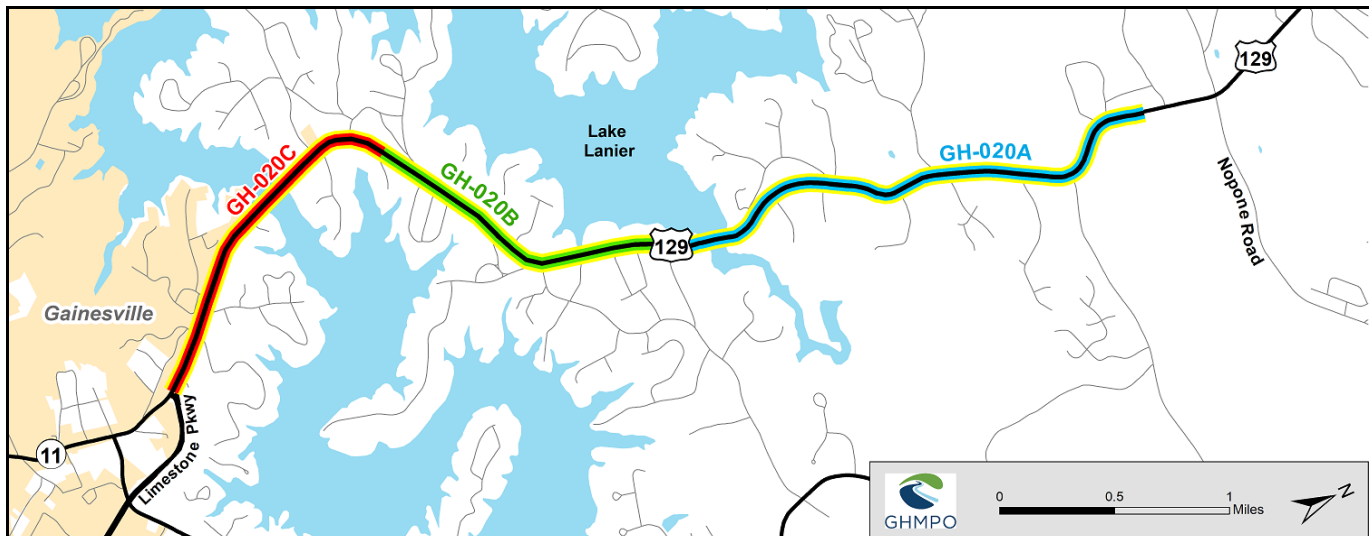 129
Lake
Lanier
GH-020A
GH-020C
GH-020B
Nopone Road
129
Gainesville
Limestone Pkwy
11
GHMPO
0 0.5 1
Miles
N